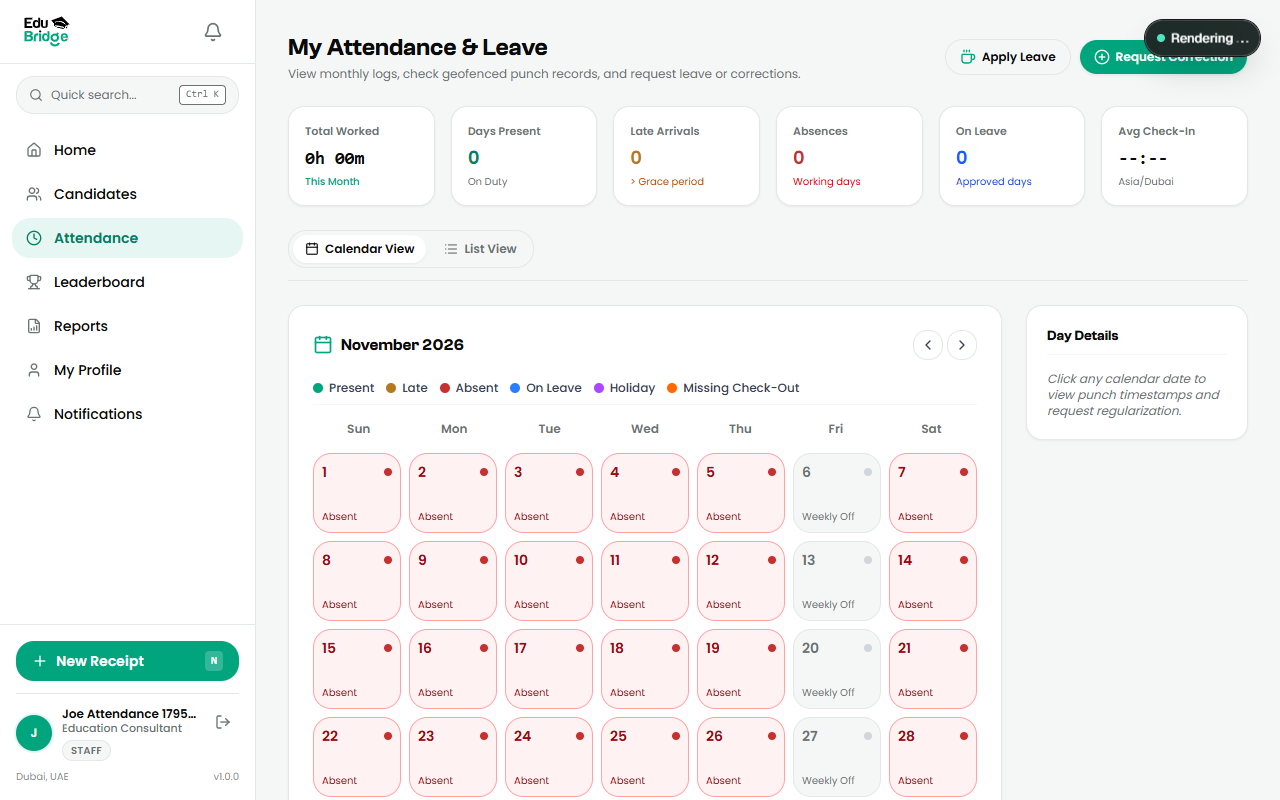 Edu
Bridge
Quick search...
Ctrl K
Home
Candidates
Attendance
Leaderboard
Reports
My Profile
Notifications
New Receipt
N
J
Joe Attendance 1795...
Education Consultant
STAFF
Dubai, UAE
v1.0.0
My Attendance & Leave
View monthly logs, check geofenced punch records, and request leave or corrections.
Apply Leave
Request Correction
Rendering ...
Total Worked
0h 00m
This Month
Days Present
0
On Duty
Late Arrivals
0
> Grace period
Absences
0
Working days
On Leave
0
Approved days
Avg Check-In
--:--
Asia/Dubai
Calendar View
List View
November 2026
Present
Late
Absent
On Leave
Holiday
Missing Check-Out
Sun Mon Tue Wed Thu Fri Sat
1 2 3 4 5 6 7
Absent Absent Absent Absent Absent Weekly Off Absent
8 9 10 11 12 13 14
Absent Absent Absent Absent Absent Weekly Off Absent
15 16 17 18 19 20 21
Absent Absent Absent Absent Absent Weekly Off Absent
22 23 24 25 26 27 28
Absent Absent Absent Absent Absent Weekly Off Absent
Day Details
Click any calendar date to
view punch timestamps and
request regularization.